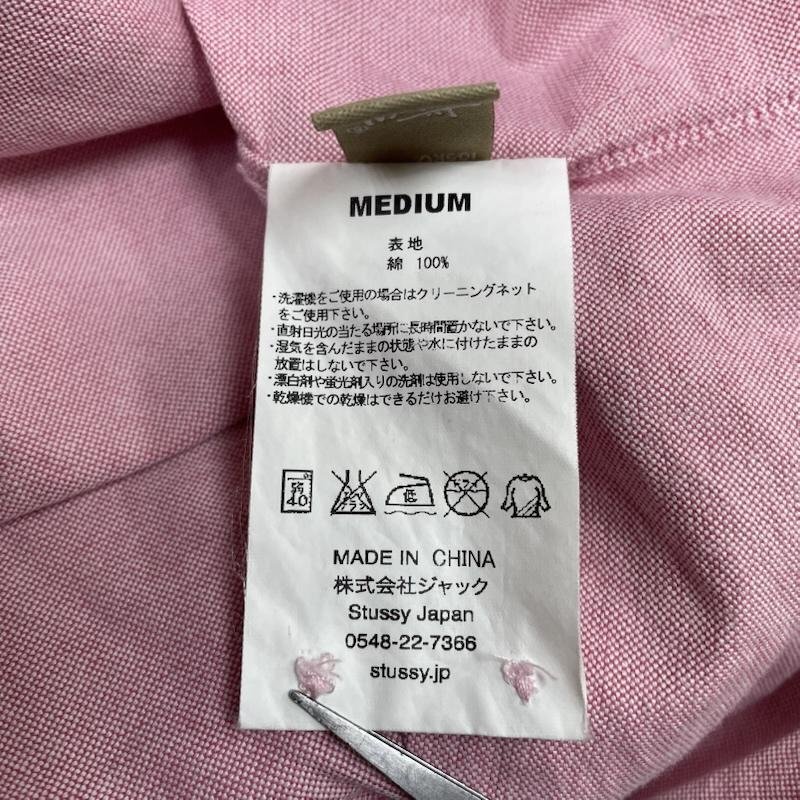 MEDIUM
表地
綿 100%
・洗濯機をご使用の場合はクリーニングネット
をご使用下さい。
・直射日光の当たる場所に長時間置かないで下さい。
・湿気を含んだままの状態や水に付けたままの
放置はしないで下さい。
・漂白剤や蛍光剤入りの洗剤は使用しないで下さい。
・乾燥機での乾燥はできるだけお避け下さい。
40 低
MADE IN CHINA
株式会社ジャック
Stussy Japan
0548-22-7366
stussy.jp